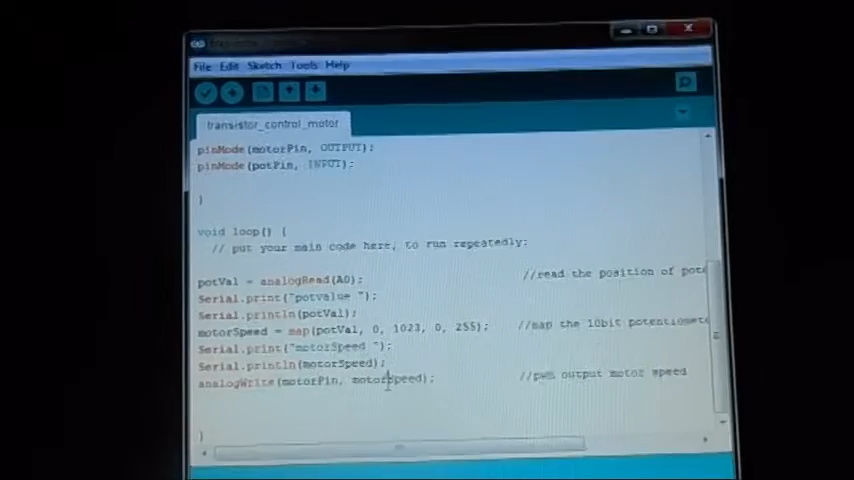 File Edit Sketch Tools Help
transistor_control_motor
pinMode(motorPin, OUTPUT);
pinMode(potPin, INPUT);
}
void loop() {
// put your main code here, to run repeatedly:
potVal = analogRead(A0); //read the position of pote
Serial.print("potvalue ");
Serial.println(potVal);
motorSpeed = map(potVal, 0, 1023, 0, 255); //map the 10bit potentiomete
Serial.print("motorSpeed ");
Serial.println(motorSpeed);
analogWrite(motorPin, motorSpeed); //pwm output motor speed
}